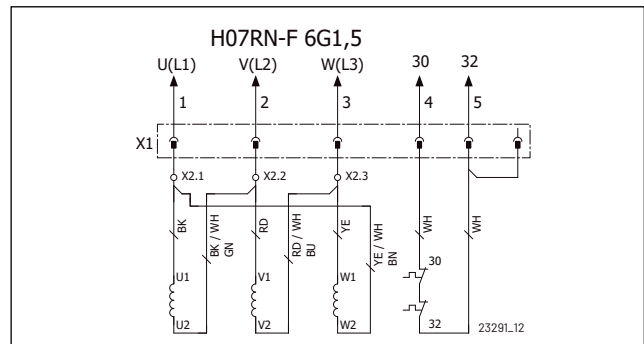 H07RN-F 6G1,5
U(L1) V(L2) W(L3) 30 32
1 2 3 4 5
X1
X2.1 X2.2 X2.3
BK
BK / WH
GN
RD
RD / WH
BU
YE
YE / WH
BN
WH
WH
U1 V1 W1 30
U2 V2 W2 32
23291_12